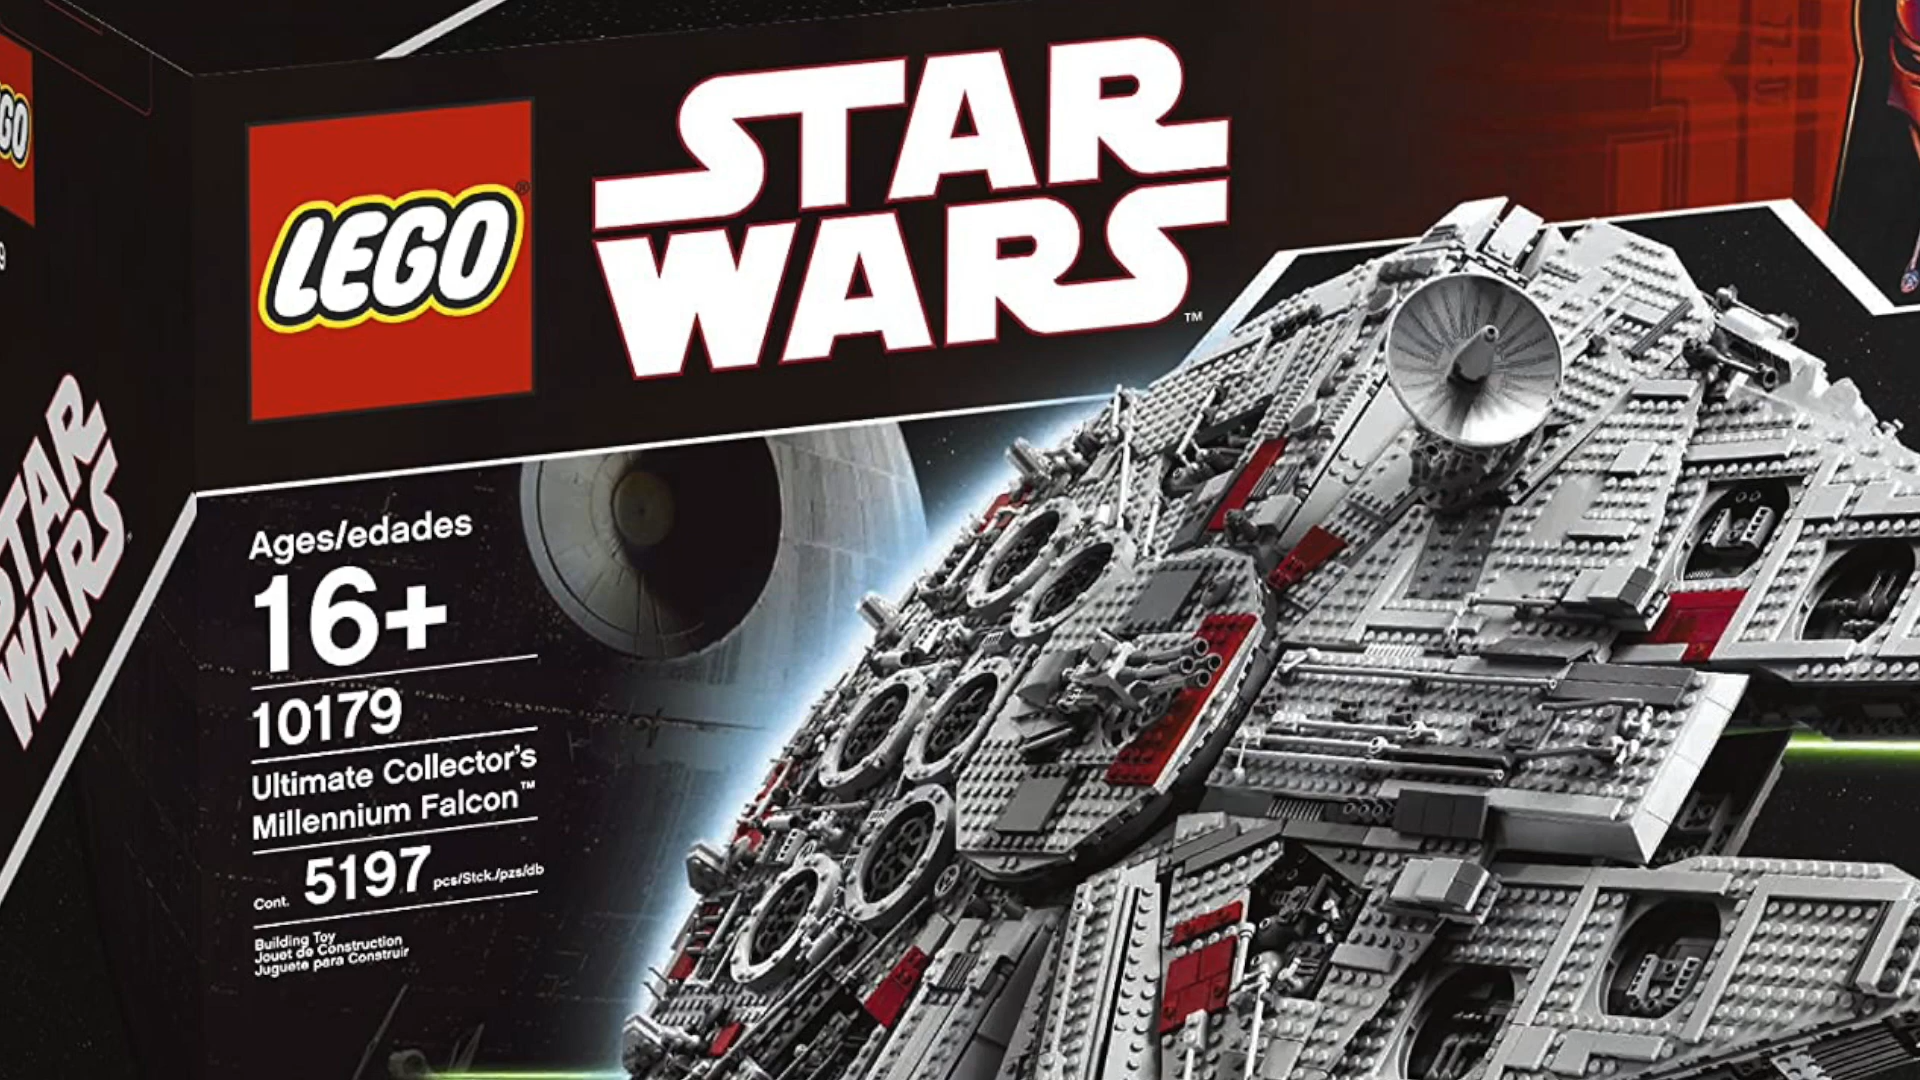 LEGO
®
STAR
WARS
™
GO
9
STAR
WARS
Ages/edades
16+
10179
Ultimate Collector's
Millennium Falcon™
Cont. 5197 pcs/Stck./pzs/db
Building Toy
Jouet de Construction
Juguete para Construir